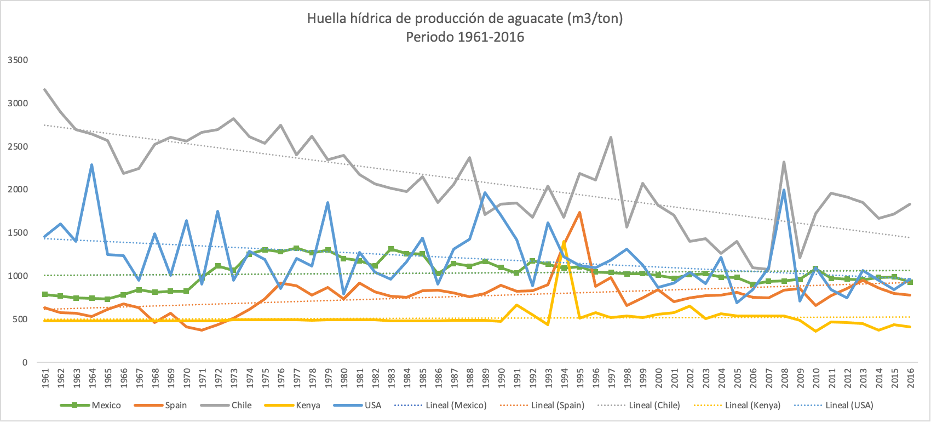 Huella hídrica de producción de aguacate (m3/ton)
Periodo 1961-2016
3500
3000
2500
2000
1500
1000
500
0
1961 1962 1963 1964 1965 1966 1967 1968 1969 1970 1971 1972 1973 1974 1975 1976 1977 1978 1979 1980 1981 1982 1983 1984 1985 1986 1987 1988 1989 1990 1991 1992 1993 1994 1995 1996 1997 1998 1999 2000 2001 2002 2003 2004 2005 2006 2007 2008 2009 2010 2011 2012 2013 2014 2015 2016
Mexico Spain Chile Kenya USA Lineal (Mexico) Lineal (Spain) Lineal (Chile) Lineal (Kenya) Lineal (USA)